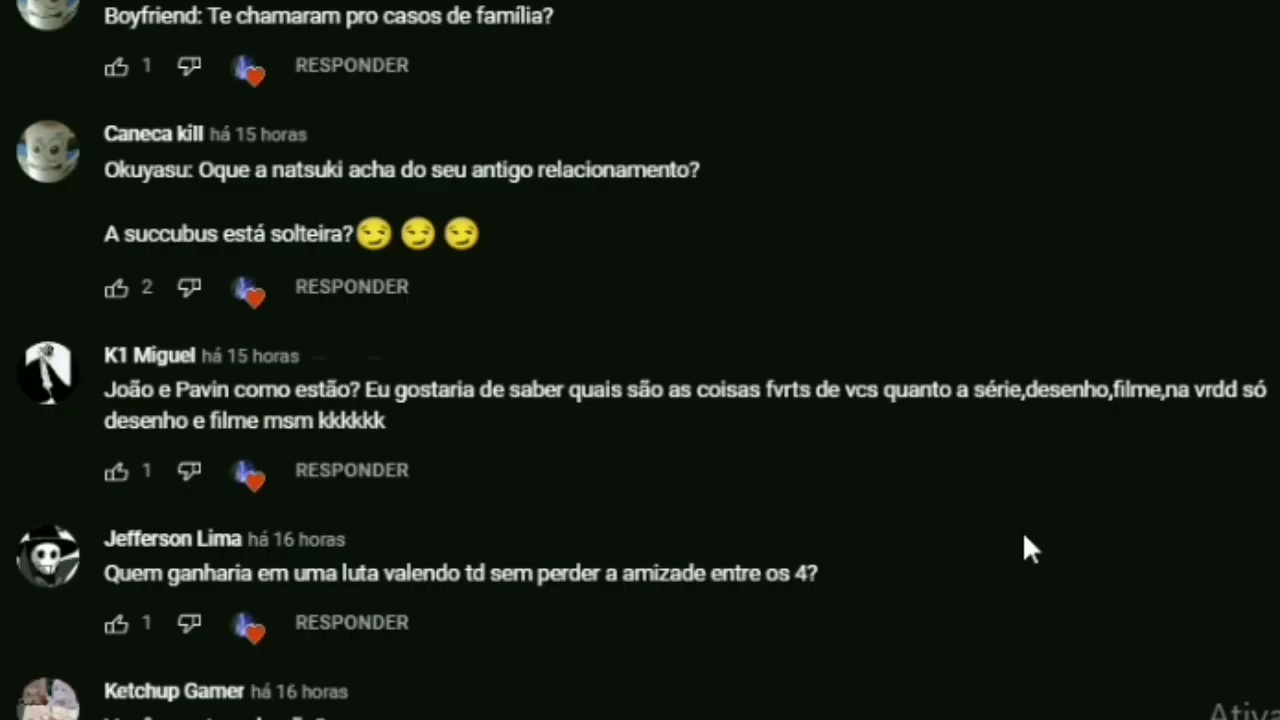 Boyfriend: Te chamaram pro casos de família?
1 RESPONDER
Caneca kill há 15 horas
Okuyasu: Oque a natsuki acha do seu antigo relacionamento?
A succubus está solteira?😏😏😏
2 RESPONDER
K1 Miguel há 15 horas
João e Pavin como estão? Eu gostaria de saber quais são as coisas fvrts de vcs quanto a série,desenho,filme,na vrdd só
desenho e filme msm kkkkkk
1 RESPONDER
Jefferson Lima há 16 horas
Quem ganharia em uma luta valendo td sem perder a amizade entre os 4?
1 RESPONDER
Ketchup Gamer há 16 horas